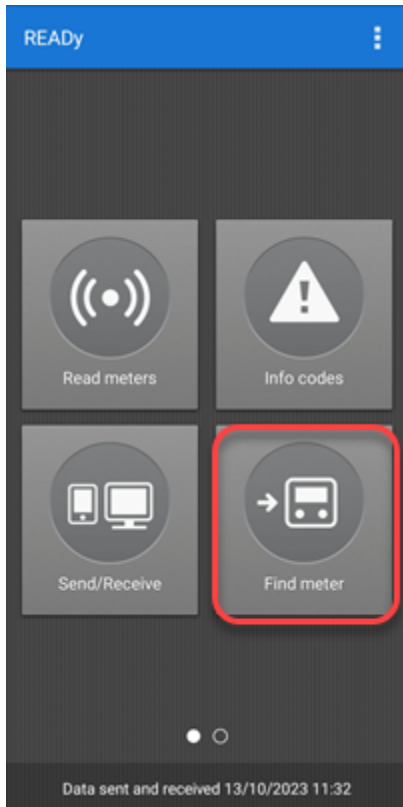 READy
Read meters
Info codes
Send/Receive
Find meter
Data sent and received 13/10/2023 11:32